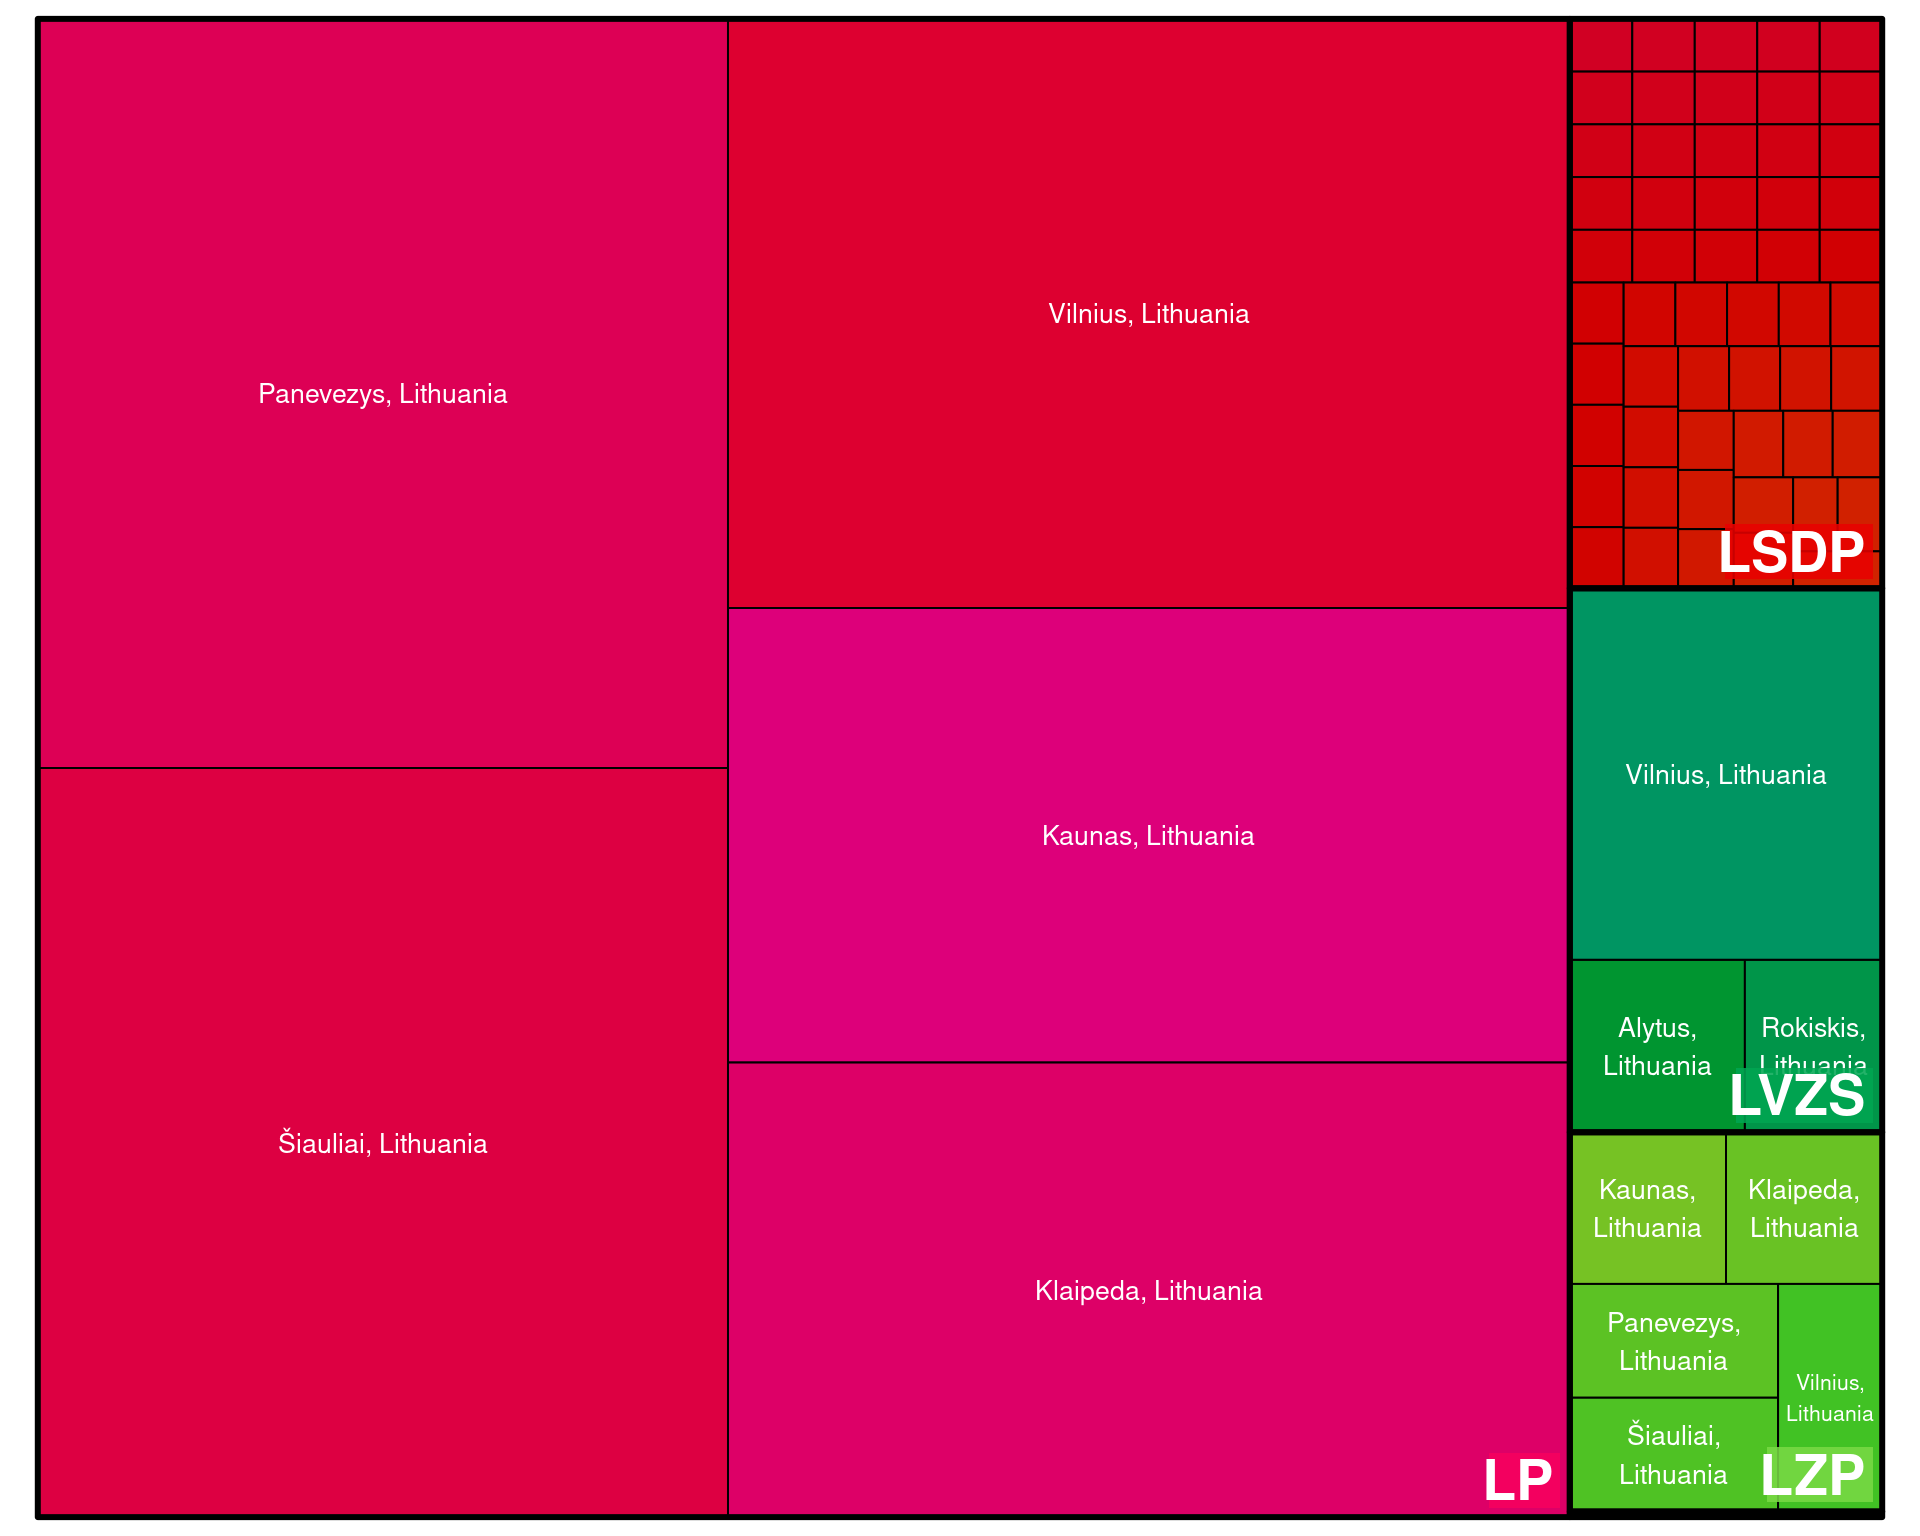 Panevezys, Lithuania
Šiauliai, Lithuania
Vilnius, Lithuania
Kaunas, Lithuania
Klaipeda, Lithuania
LP
LSDP
Vilnius, Lithuania
Alytus,
Lithuania
Rokiskis,
Lithuania
LVZS
Kaunas,
Lithuania
Klaipeda,
Lithuania
Panevezys,
Lithuania
Šiauliai,
Lithuania
Vilnius,
Lithuania
LZP